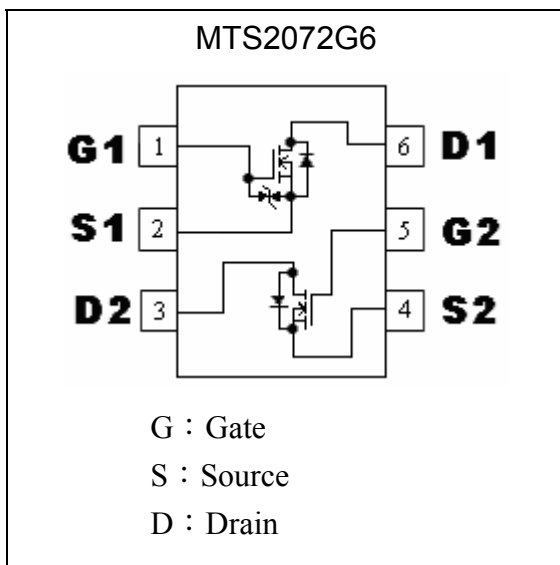 MTS2072G6
G1 1 6 D1
S1 2 5 G2
D2 3 4 S2
G：Gate
S：Source
D：Drain